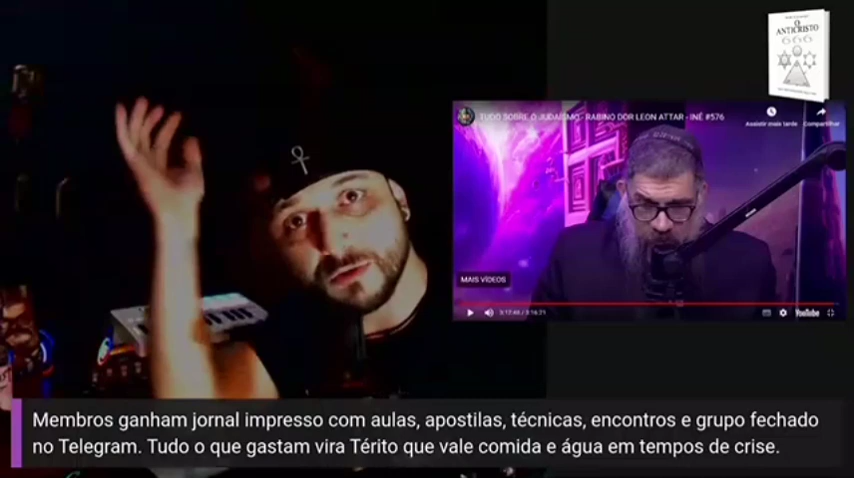 O
ANTICRISTO
666
TUDO SOBRE O JUDAÍSMO - RABINO DOR LEON ATTAR - INÊ #576
Assistir mais tarde
Compartilhar
MAIS VÍDEOS
YouTube
Membros ganham jornal impresso com aulas, apostilas, técnicas, encontros e grupo fechado
no Telegram. Tudo o que gastam vira Térito que vale comida e água em tempos de crise.